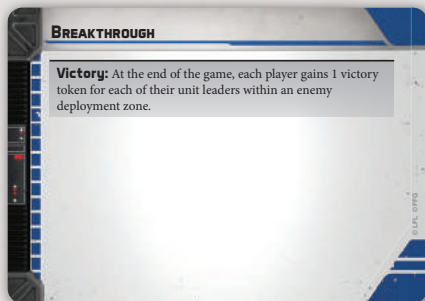 Breakthrough
Victory: At the end of the game, each player gains 1 victory
token for each of their unit leaders within an enemy
deployment zone.
© LFL © FFG